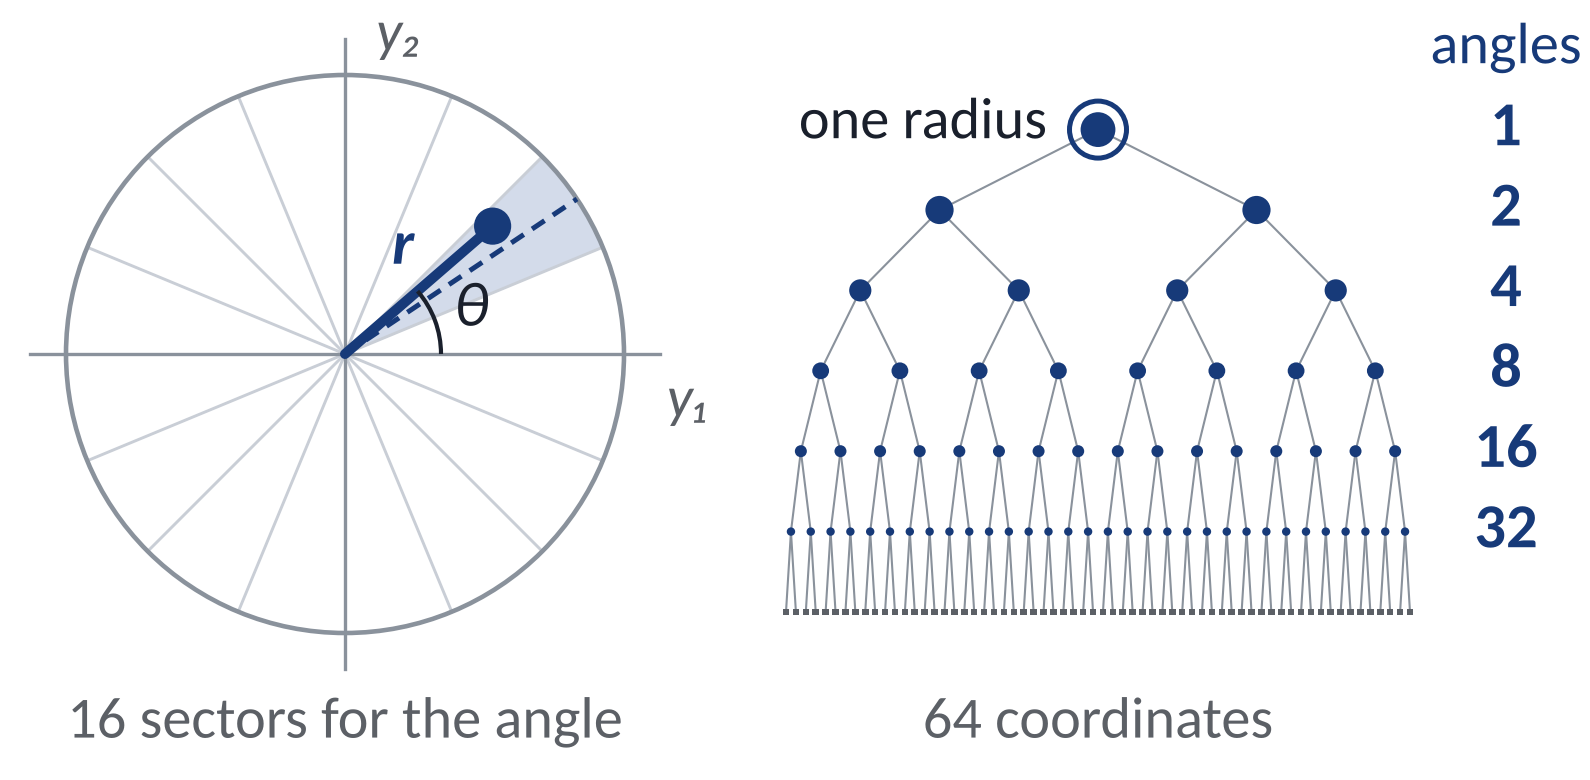 y₂
r
θ
y₁
16 sectors for the angle
one radius
angles
1
2
4
8
16
32
64 coordinates